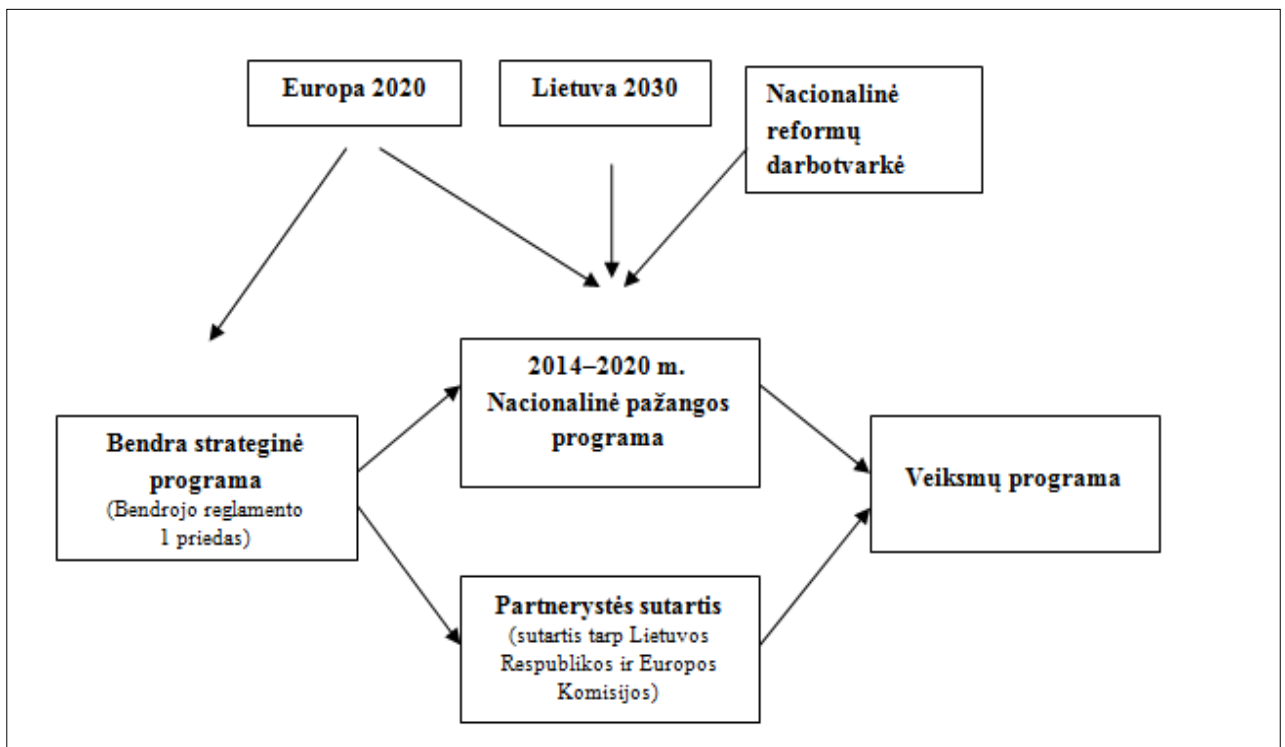 Europa 2020
Lietuva 2030
Nacionalinė
reformų
darbotvarkė
2014–2020 m.
Nacionalinė pažangos
programa
Bendra strateginė
programa
(Bendrojo reglamento
1 priedas)
Veiksmų programa
Partnerystės sutartis
(sutartis tarp Lietuvos
Respublikos ir Europos
Komisijos)